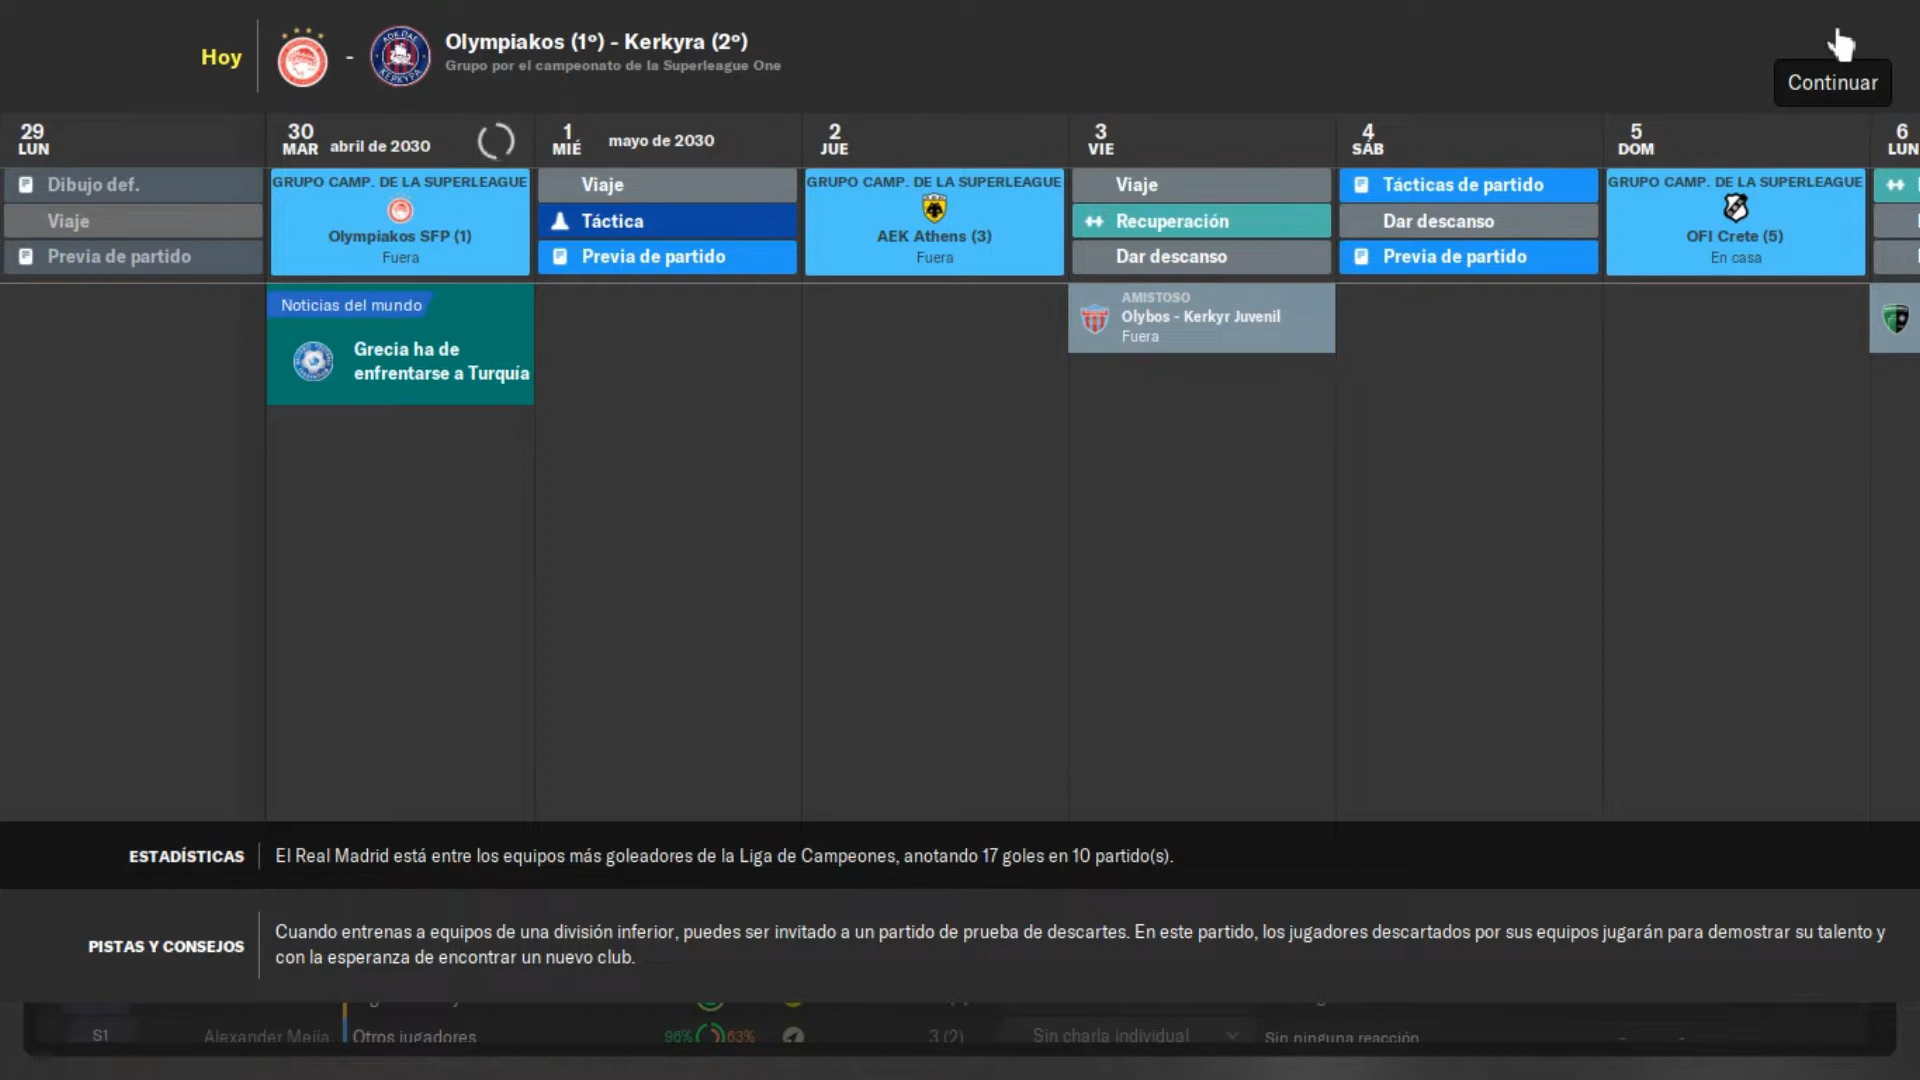 Hoy
-
Olympiakos (1º) - Kerkyra (2º)
Grupo por el campeonato de la Superleague One
Continuar
29
LUN
30
MAR abril de 2030
1
MIÉ mayo de 2030
2
JUE
3
VIE
4
SÁB
5
DOM
6
LUN
Dibujo def.
Viaje
Previa de partido
GRUPO CAMP. DE LA SUPERLEAGUE
Olympiakos SFP (1)
Fuera
Viaje
Táctica
Previa de partido
GRUPO CAMP. DE LA SUPERLEAGUE
AEK Athens (3)
Fuera
Viaje
Recuperación
Dar descanso
Tácticas de partido
Dar descanso
Previa de partido
GRUPO CAMP. DE LA SUPERLEAGUE
OFI Crete (5)
En casa
Noticias del mundo
Grecia ha de
enfrentarse a Turquía
AMISTOSO
Olybos - Kerkyr Juvenil
Fuera
ESTADÍSTICAS
El Real Madrid está entre los equipos más goleadores de la Liga de Campeones, anotando 17 goles en 10 partido(s).
PISTAS Y CONSEJOS
Cuando entrenas a equipos de una división inferior, puedes ser invitado a un partido de prueba de descartes. En este partido, los jugadores descartados por sus equipos jugarán para demostrar su talento y
con la esperanza de encontrar un nuevo club.
S1 Alexander Mejía Otros jugadores 96% 63% 3 (2) Sin charla individual Sin ninguna reacción